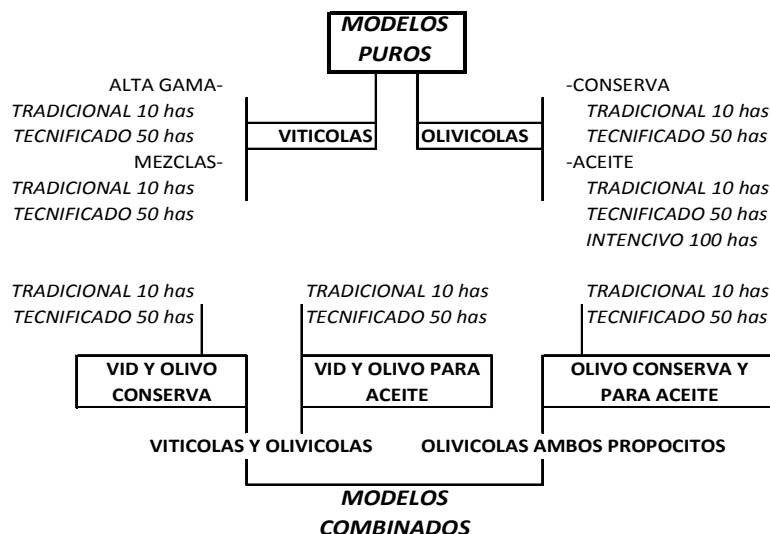 MODELOS
PUROS
ALTA GAMA-
TRADICIONAL 10 has
TECNIFICADO 50 has
MEZCLAS-
TRADICIONAL 10 has
TECNIFICADO 50 has
VITICOLAS
OLIVICOLAS
-CONSERVA
TRADICIONAL 10 has
TECNIFICADO 50 has
-ACEITE
TRADICIONAL 10 has
TECNIFICADO 50 has
INTENCIVO 100 has
TRADICIONAL 10 has
TECNIFICADO 50 has
TRADICIONAL 10 has
TECNIFICADO 50 has
TRADICIONAL 10 has
TECNIFICADO 50 has
VID Y OLIVO
CONSERVA
VID Y OLIVO PARA
ACEITE
OLIVO CONSERVA Y
PARA ACEITE
VITICOLAS Y OLIVICOLAS
OLIVICOLAS AMBOS PROPOCITOS
MODELOS
COMBINADOS